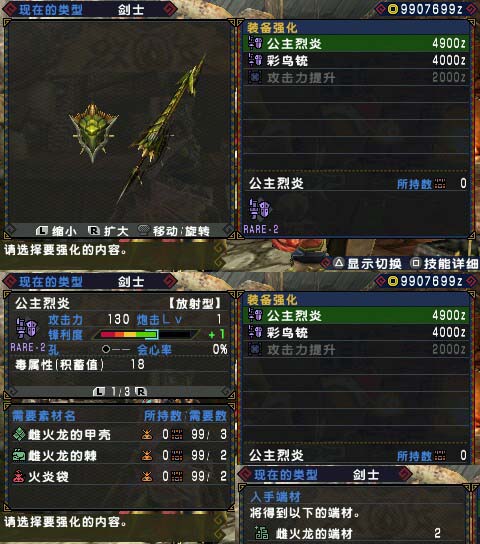 现在的类型 剑士
9907699z
装备强化
公主烈炎 4900z
彩鸟铳 4000z
攻击力提升 2000z
公主烈炎 所持数 0
RARE-2
L 缩小 R 扩大 移动/旋转
请选择要强化的内容。
△显示切换 □技能详细
现在的类型 剑士
9907699z
公主烈炎 【放射型】
攻击力 130 炮击Lv 1
锋利度 +1
RARE-2
孔 ○-- 会心率 0%
毒属性(积蓄值) 18
L 1/3 R
需要素材名 所持数/需要数
雌火龙的甲壳 0 99/ 3
雌火龙的棘 0 99/ 2
火炎袋 0 99/ 2
请选择要强化的内容。
装备强化
公主烈炎 4900z
彩鸟铳 4000z
攻击力提升 2000z
公主烈炎 所持数 0
现在的类型 剑士
入手端材
将得到以下的端材。
雌火龙的端材 2